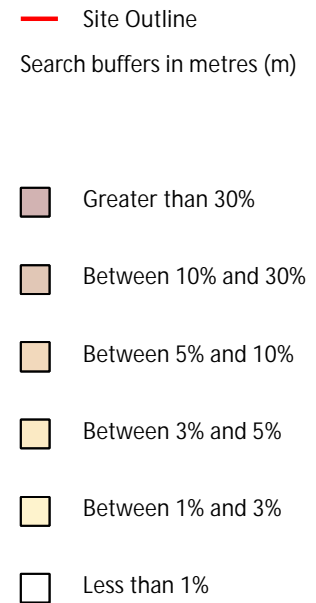 Site Outline
Search buffers in metres (m)
Greater than 30%
Between 10% and 30%
Between 5% and 10%
Between 3% and 5%
Between 1% and 3%
Less than 1%